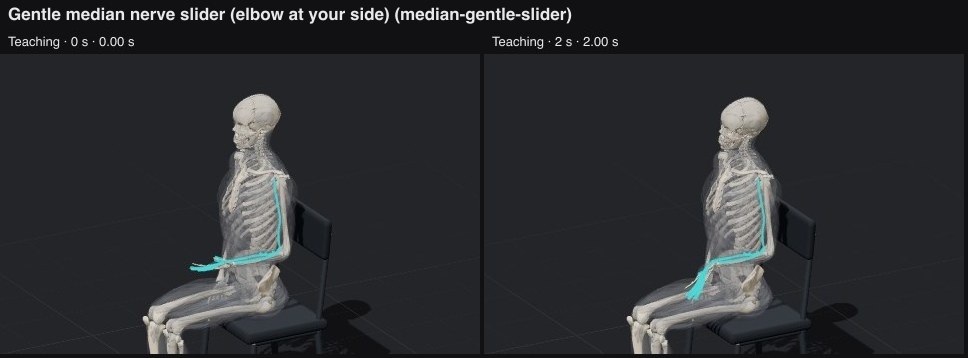 Gentle median nerve slider (elbow at your side) (median-gentle-slider)
Teaching · 0 s · 0.00 s
Teaching · 2 s · 2.00 s